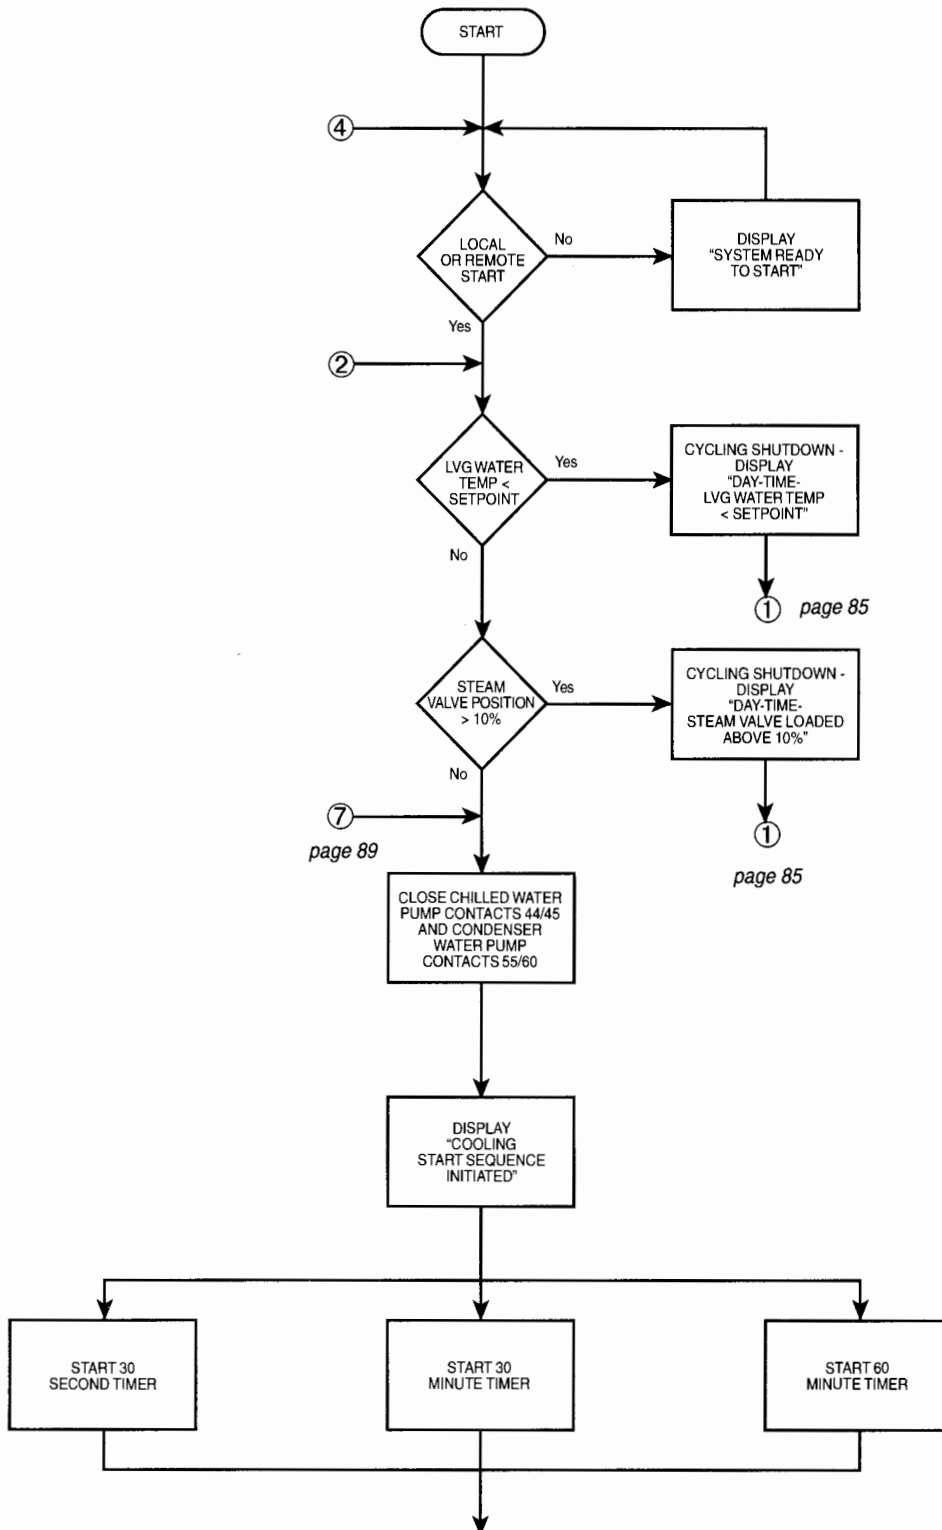 START
④
LOCAL
OR REMOTE
START
No
DISPLAY
“SYSTEM READY
TO START”
Yes
②
LVG WATER
TEMP <
SETPOINT
Yes
CYCLING SHUTDOWN -
DISPLAY
“DAY-TIME-
LVG WATER TEMP
< SETPOINT”
No
① page 85
STEAM
VALVE POSITION
> 10%
Yes
CYCLING SHUTDOWN -
DISPLAY
“DAY-TIME-
STEAM VALVE LOADED
ABOVE 10%”
No
⑦
page 89
①
page 85
CLOSE CHILLED WATER
PUMP CONTACTS 44/45
AND CONDENSER
WATER PUMP
CONTACTS 55/60
DISPLAY
“COOLING
START SEQUENCE
INITIATED”
START 30
SECOND TIMER
START 30
MINUTE TIMER
START 60
MINUTE TIMER